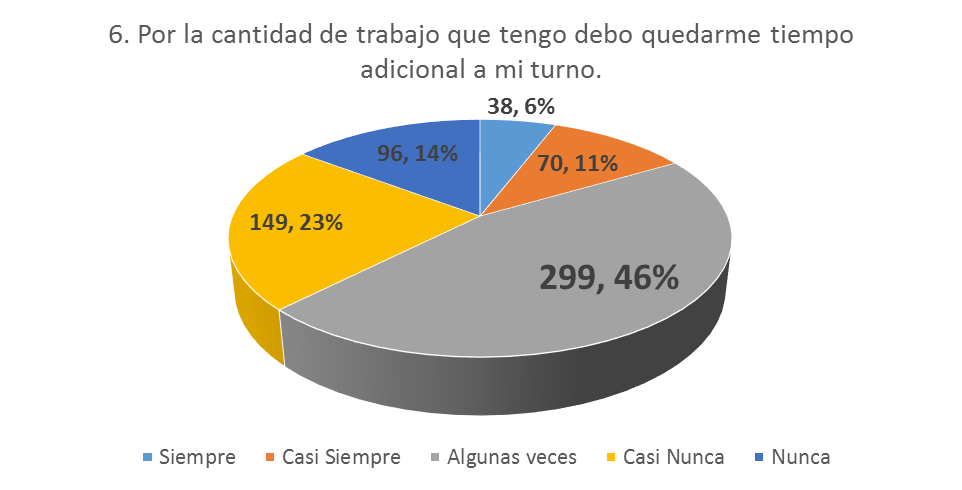 6. Por la cantidad de trabajo que tengo debo quedarme tiempo
adicional a mi turno.
38, 6%
96, 14%
70, 11%
149, 23%
299, 46%
Siempre
Casi Siempre
Algunas veces
Casi Nunca
Nunca